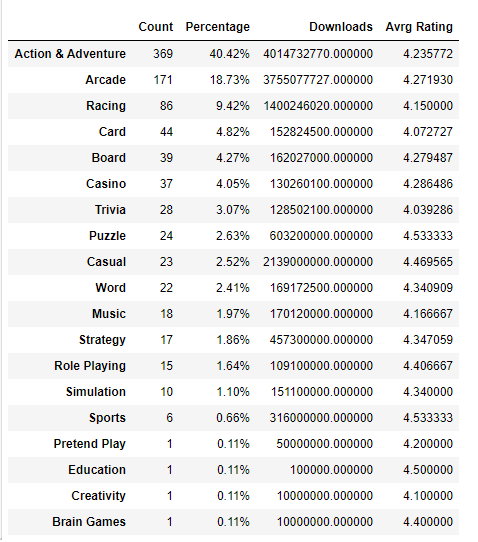 Count Percentage Downloads Avrg Rating
Action & Adventure 369 40.42% 4014732770.000000 4.235772
Arcade 171 18.73% 3755077727.000000 4.271930
Racing 86 9.42% 1400246020.000000 4.150000
Card 44 4.82% 152824500.000000 4.072727
Board 39 4.27% 162027000.000000 4.279487
Casino 37 4.05% 130260100.000000 4.286486
Trivia 28 3.07% 128502100.000000 4.039286
Puzzle 24 2.63% 603200000.000000 4.533333
Casual 23 2.52% 2139000000.000000 4.469565
Word 22 2.41% 169172500.000000 4.340909
Music 18 1.97% 170120000.000000 4.166667
Strategy 17 1.86% 457300000.000000 4.347059
Role Playing 15 1.64% 109100000.000000 4.406667
Simulation 10 1.10% 151100000.000000 4.340000
Sports 6 0.66% 316000000.000000 4.533333
Pretend Play 1 0.11% 50000000.000000 4.200000
Education 1 0.11% 100000.000000 4.500000
Creativity 1 0.11% 10000000.000000 4.100000
Brain Games 1 0.11% 10000000.000000 4.400000